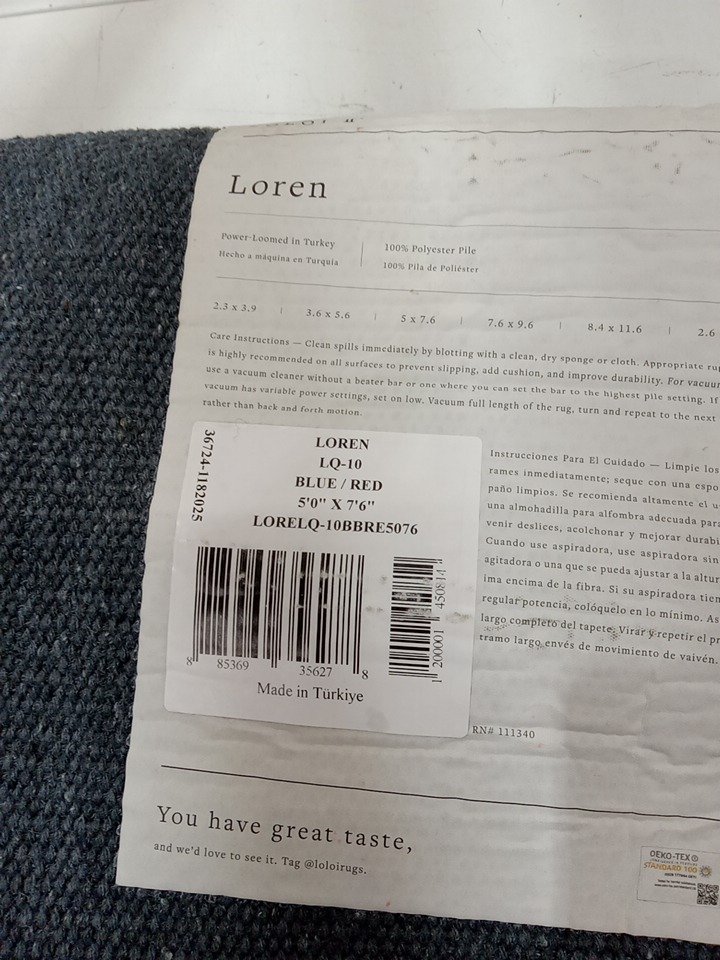 Loren
Power-Loomed in Turkey
Hecho a máquina en Turquía
100% Polyester Pile
100% Pila de Poliéster
2.3 x 3.9 | 3.6 x 5.6 | 5 x 7.6 | 7.6 x 9.6 | 8.4 x 11.6 | 2.6
Care Instructions — Clean spills immediately by blotting with a clean, dry sponge or cloth. Appropriate rug
is highly recommended on all surfaces to prevent slipping, add cushion, and improve durability. For vacuum
use a vacuum cleaner without a beater bar or one where you can set the bar to the highest pile setting. If
vacuum has variable power settings, set on low. Vacuum full length of the rug, turn and repeat to the next
rather than back and forth motion.
36724-1182025
LOREN
LQ-10
BLUE / RED
5'0" X 7'6"
LORELQ-10BBRE5076
8 85369 35627 8
1 200001 450814
Made in Türkiye
Instrucciones Para El Cuidado — Limpie los
rames inmediatamente; seque con una espo
paño limpios. Se recomienda altamente el u
una almohadilla para alfombra adecuada para
venir deslices, acolchonar y mejorar durabi
Cuando use aspiradora, use aspiradora sin
agitadora o una que se pueda ajustar a la altur
ima encima de la fibra. Si su aspiradora tien
regular potencia, colóquelo en lo mínimo. As
largo completo del tapete. Virar y repetir el pr
tramo largo envés de movimiento de vaivén.
RN# 111340
You have great taste,
and we'd love to see it. Tag @loloirugs.
OEKO-TEX®
STANDARD 100